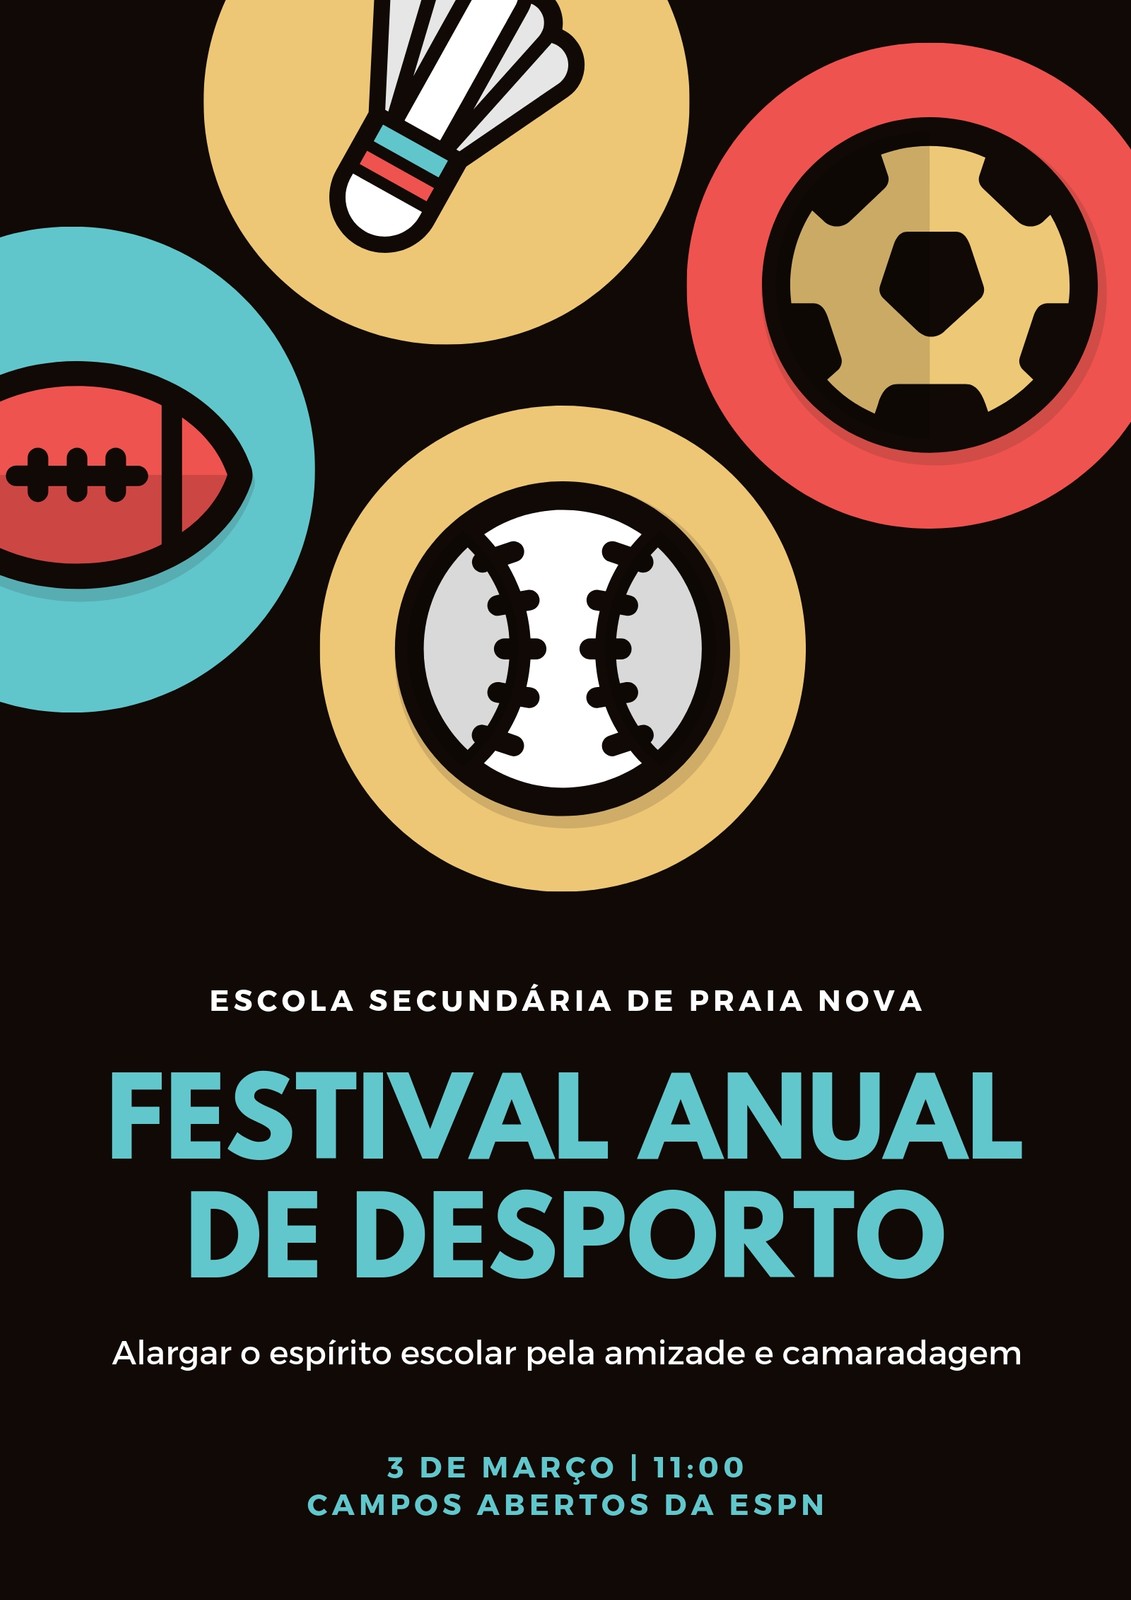 ESCOLA SECUNDÁRIA DE PRAIA NOVA
FESTIVAL ANUAL
DE DESPORTO
Alargar o espírito escolar pela amizade e camaradagem
3 DE MARÇO | 11:00
CAMPOS ABERTOS DA ESPN